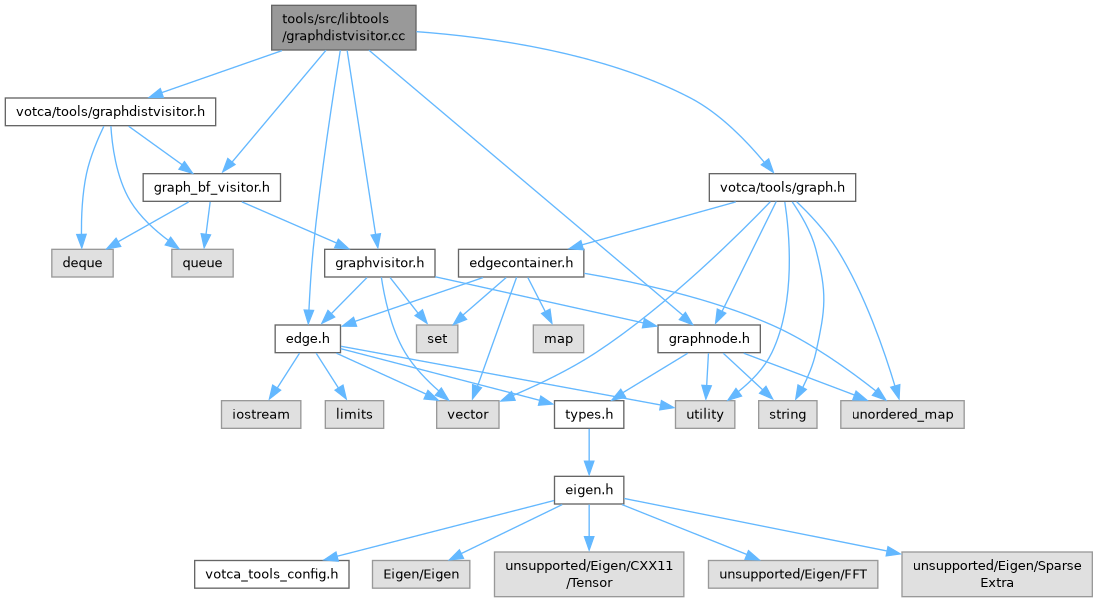 tools/src/libtools
/graphdistvisitor.cc
votca/tools/graphdistvisitor.h
graph_bf_visitor.h
votca/tools/graph.h
deque
queue
graphvisitor.h
edgecontainer.h
edge.h
set
map
graphnode.h
iostream
limits
vector
types.h
utility
string
unordered_map
eigen.h
votca_tools_config.h
Eigen/Eigen
unsupported/Eigen/CXX11
/Tensor
unsupported/Eigen/FFT
unsupported/Eigen/Sparse
Extra